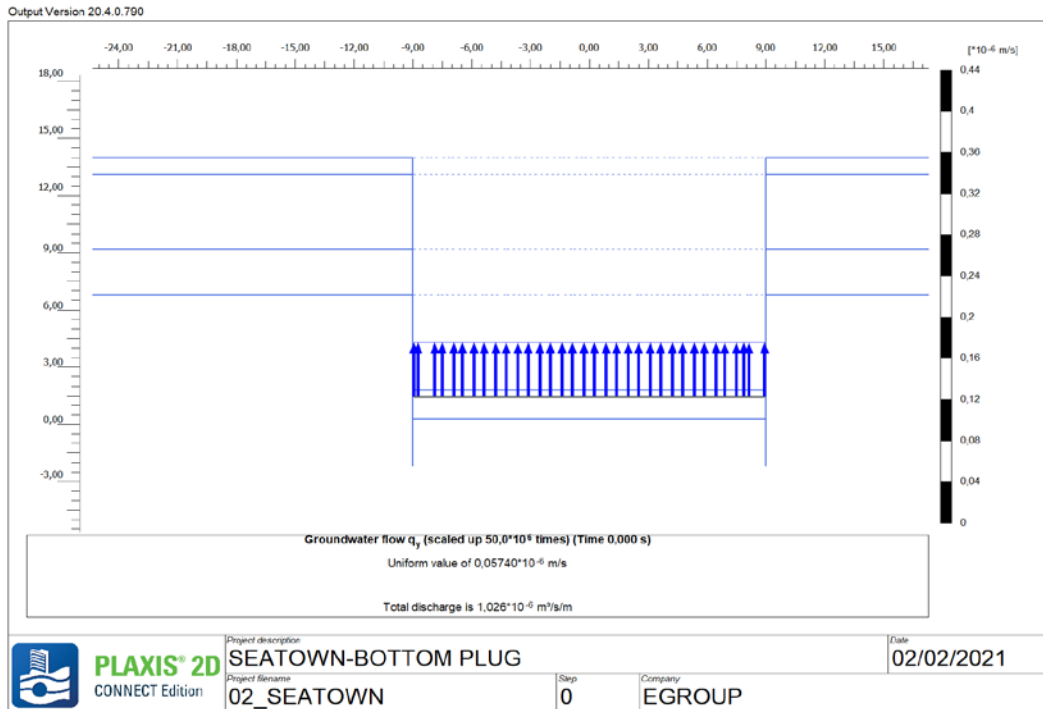 Output Version 20.4.0.790
-24,00 -21,00 -18,00 -15,00 -12,00 -9,00 -6,00 -3,00 0,00 3,00 6,00 9,00 12,00 15,00 [*10⁻⁶ m/s]
18,00
15,00
12,00
9,00
6,00
3,00
0,00
-3,00
0,44
0,4
0,36
0,32
0,28
0,24
0,2
0,16
0,12
0,08
0,04
0
Groundwater flow qᵧ (scaled up 50,0*10⁶ times) (Time 0,000 s)
Uniform value of 0,05740*10⁻⁶ m/s
Total discharge is 1,026*10⁻⁶ m³/s/m
PLAXIS® 2D
CONNECT Edition
Project description
SEATOWN-BOTTOM PLUG
Date
02/02/2021
Project filename
02_SEATOWN
Step
0
Company
EGROUP